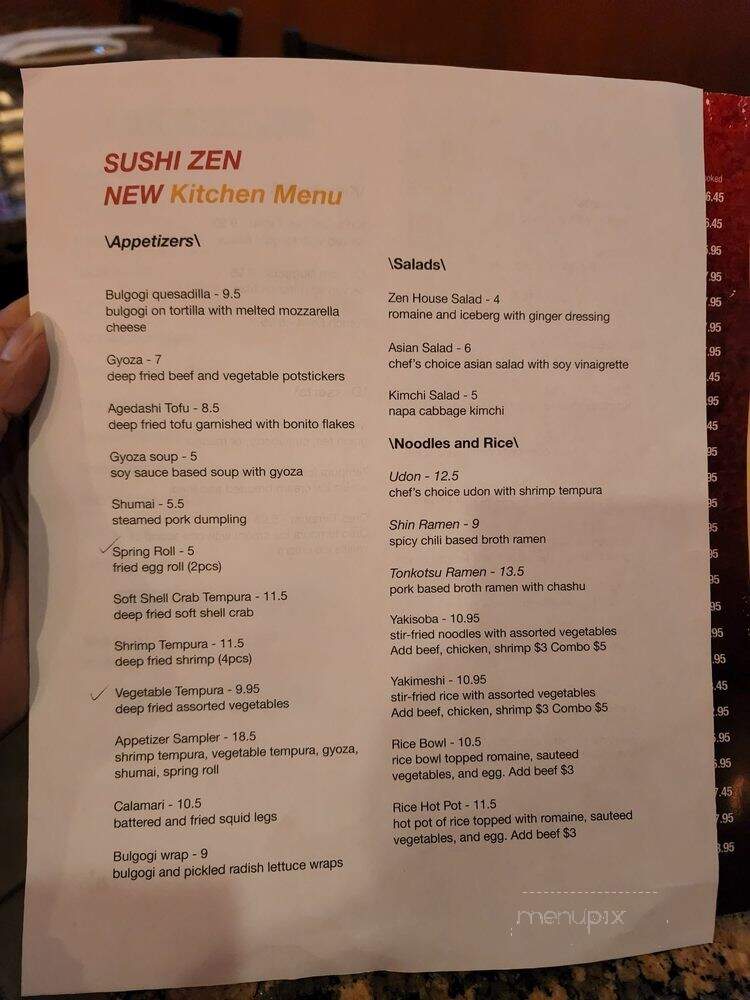 SUSHI ZEN
NEW Kitchen Menu
\Appetizers\
Bulgogi quesadilla - 9.5
bulgogi on tortilla with melted mozzarella
cheese
Gyoza - 7
deep fried beef and vegetable potstickers
Agedashi Tofu - 8.5
deep fried tofu garnished with bonito flakes
Gyoza soup - 5
soy sauce based soup with gyoza
Shumai - 5.5
steamed pork dumpling
Spring Roll - 5
fried egg roll (2pcs)
Soft Shell Crab Tempura - 11.5
deep fried soft shell crab
Shrimp Tempura - 11.5
deep fried shrimp (4pcs)
Vegetable Tempura - 9.95
deep fried assorted vegetables
Appetizer Sampler - 18.5
shrimp tempura, vegetable tempura, gyoza,
shumai, spring roll
Calamari - 10.5
battered and fried squid legs
Bulgogi wrap - 9
bulgogi and pickled radish lettuce wraps
\Salads\
Zen House Salad - 4
romaine and iceberg with ginger dressing
Asian Salad - 6
chef's choice asian salad with soy vinaigrette
Kimchi Salad - 5
napa cabbage kimchi
\Noodles and Rice\
Udon - 12.5
chef's choice udon with shrimp tempura
Shin Ramen - 9
spicy chili based broth ramen
Tonkotsu Ramen - 13.5
pork based broth ramen with chashu
Yakisoba - 10.95
stir-fried noodles with assorted vegetables
Add beef, chicken, shrimp $3 Combo $5
Yakimeshi - 10.95
stir-fried rice with assorted vegetables
Add beef, chicken, shrimp $3 Combo $5
Rice Bowl - 10.5
rice bowl topped romaine, sauteed
vegetables, and egg. Add beef $3
Rice Hot Pot - 11.5
hot pot of rice topped with romaine, sauteed
vegetables, and egg. Add beef $3
menupix